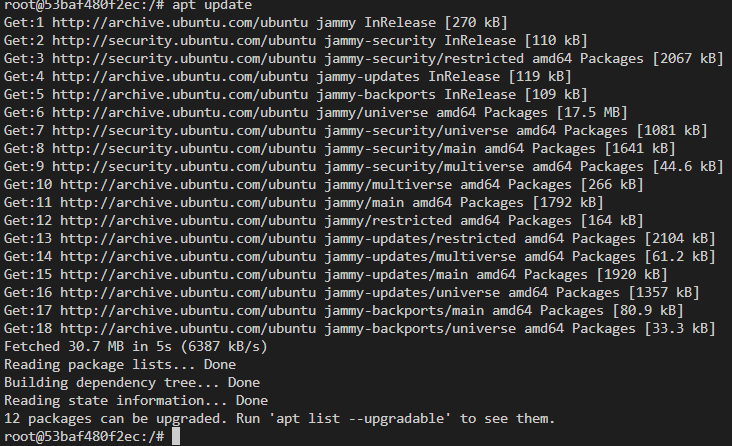 root@53baf480f2ec:/# apt update
Get:1 http://archive.ubuntu.com/ubuntu jammy InRelease [270 kB]
Get:2 http://security.ubuntu.com/ubuntu jammy-security InRelease [110 kB]
Get:3 http://security.ubuntu.com/ubuntu jammy-security/restricted amd64 Packages [2067 kB]
Get:4 http://archive.ubuntu.com/ubuntu jammy-updates InRelease [119 kB]
Get:5 http://archive.ubuntu.com/ubuntu jammy-backports InRelease [109 kB]
Get:6 http://archive.ubuntu.com/ubuntu jammy/universe amd64 Packages [17.5 MB]
Get:7 http://security.ubuntu.com/ubuntu jammy-security/universe amd64 Packages [1081 kB]
Get:8 http://security.ubuntu.com/ubuntu jammy-security/main amd64 Packages [1641 kB]
Get:9 http://security.ubuntu.com/ubuntu jammy-security/multiverse amd64 Packages [44.6 kB]
Get:10 http://archive.ubuntu.com/ubuntu jammy/multiverse amd64 Packages [266 kB]
Get:11 http://archive.ubuntu.com/ubuntu jammy/main amd64 Packages [1792 kB]
Get:12 http://archive.ubuntu.com/ubuntu jammy/restricted amd64 Packages [164 kB]
Get:13 http://archive.ubuntu.com/ubuntu jammy-updates/restricted amd64 Packages [2104 kB]
Get:14 http://archive.ubuntu.com/ubuntu jammy-updates/multiverse amd64 Packages [61.2 kB]
Get:15 http://archive.ubuntu.com/ubuntu jammy-updates/main amd64 Packages [1920 kB]
Get:16 http://archive.ubuntu.com/ubuntu jammy-updates/universe amd64 Packages [1357 kB]
Get:17 http://archive.ubuntu.com/ubuntu jammy-backports/main amd64 Packages [80.9 kB]
Get:18 http://archive.ubuntu.com/ubuntu jammy-backports/universe amd64 Packages [33.3 kB]
Fetched 30.7 MB in 5s (6387 kB/s)
Reading package lists... Done
Building dependency tree... Done
Reading state information... Done
12 packages can be upgraded. Run 'apt list --upgradable' to see them.
root@53baf480f2ec:/#